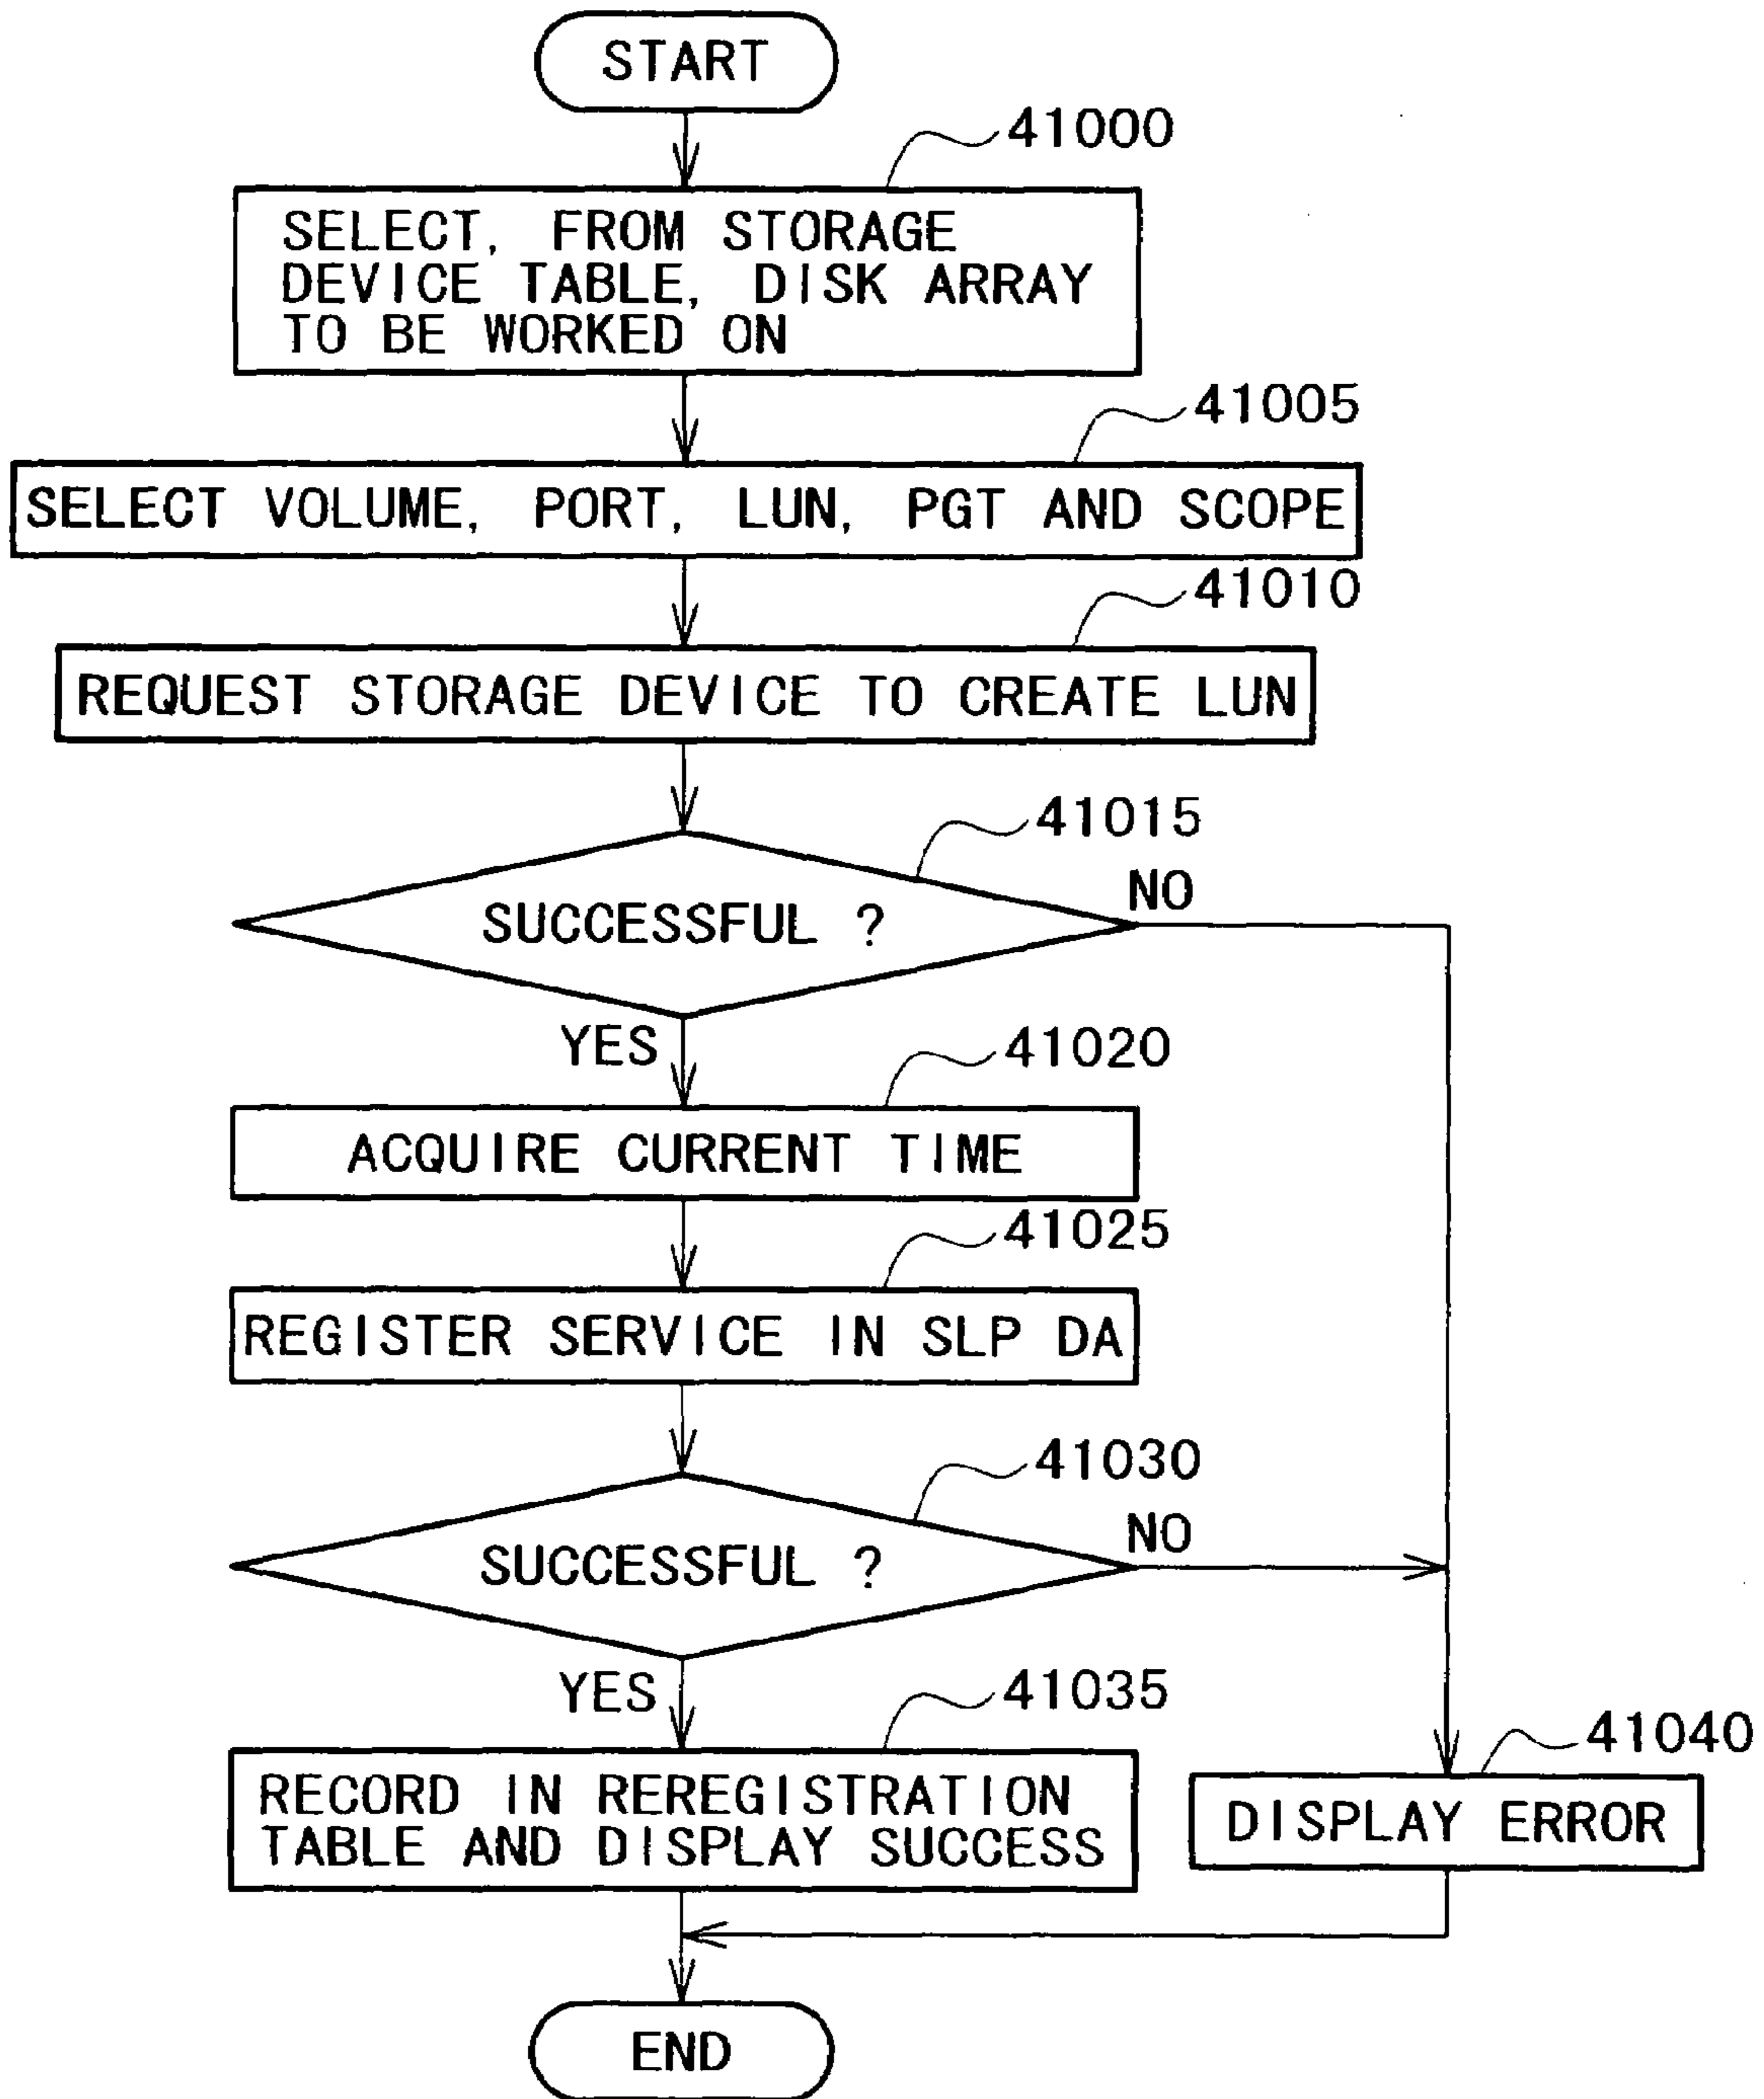 START
41000
SELECT, FROM STORAGE
DEVICE TABLE, DISK ARRAY
TO BE WORKED ON
41005
SELECT VOLUME, PORT, LUN, PGT AND SCOPE
41010
REQUEST STORAGE DEVICE TO CREATE LUN
41015
NO
SUCCESSFUL ?
YES
41020
ACQUIRE CURRENT TIME
41025
REGISTER SERVICE IN SLP DA
41030
NO
SUCCESSFUL ?
YES
41035
RECORD IN REREGISTRATION
TABLE AND DISPLAY SUCCESS
41040
DISPLAY ERROR
END